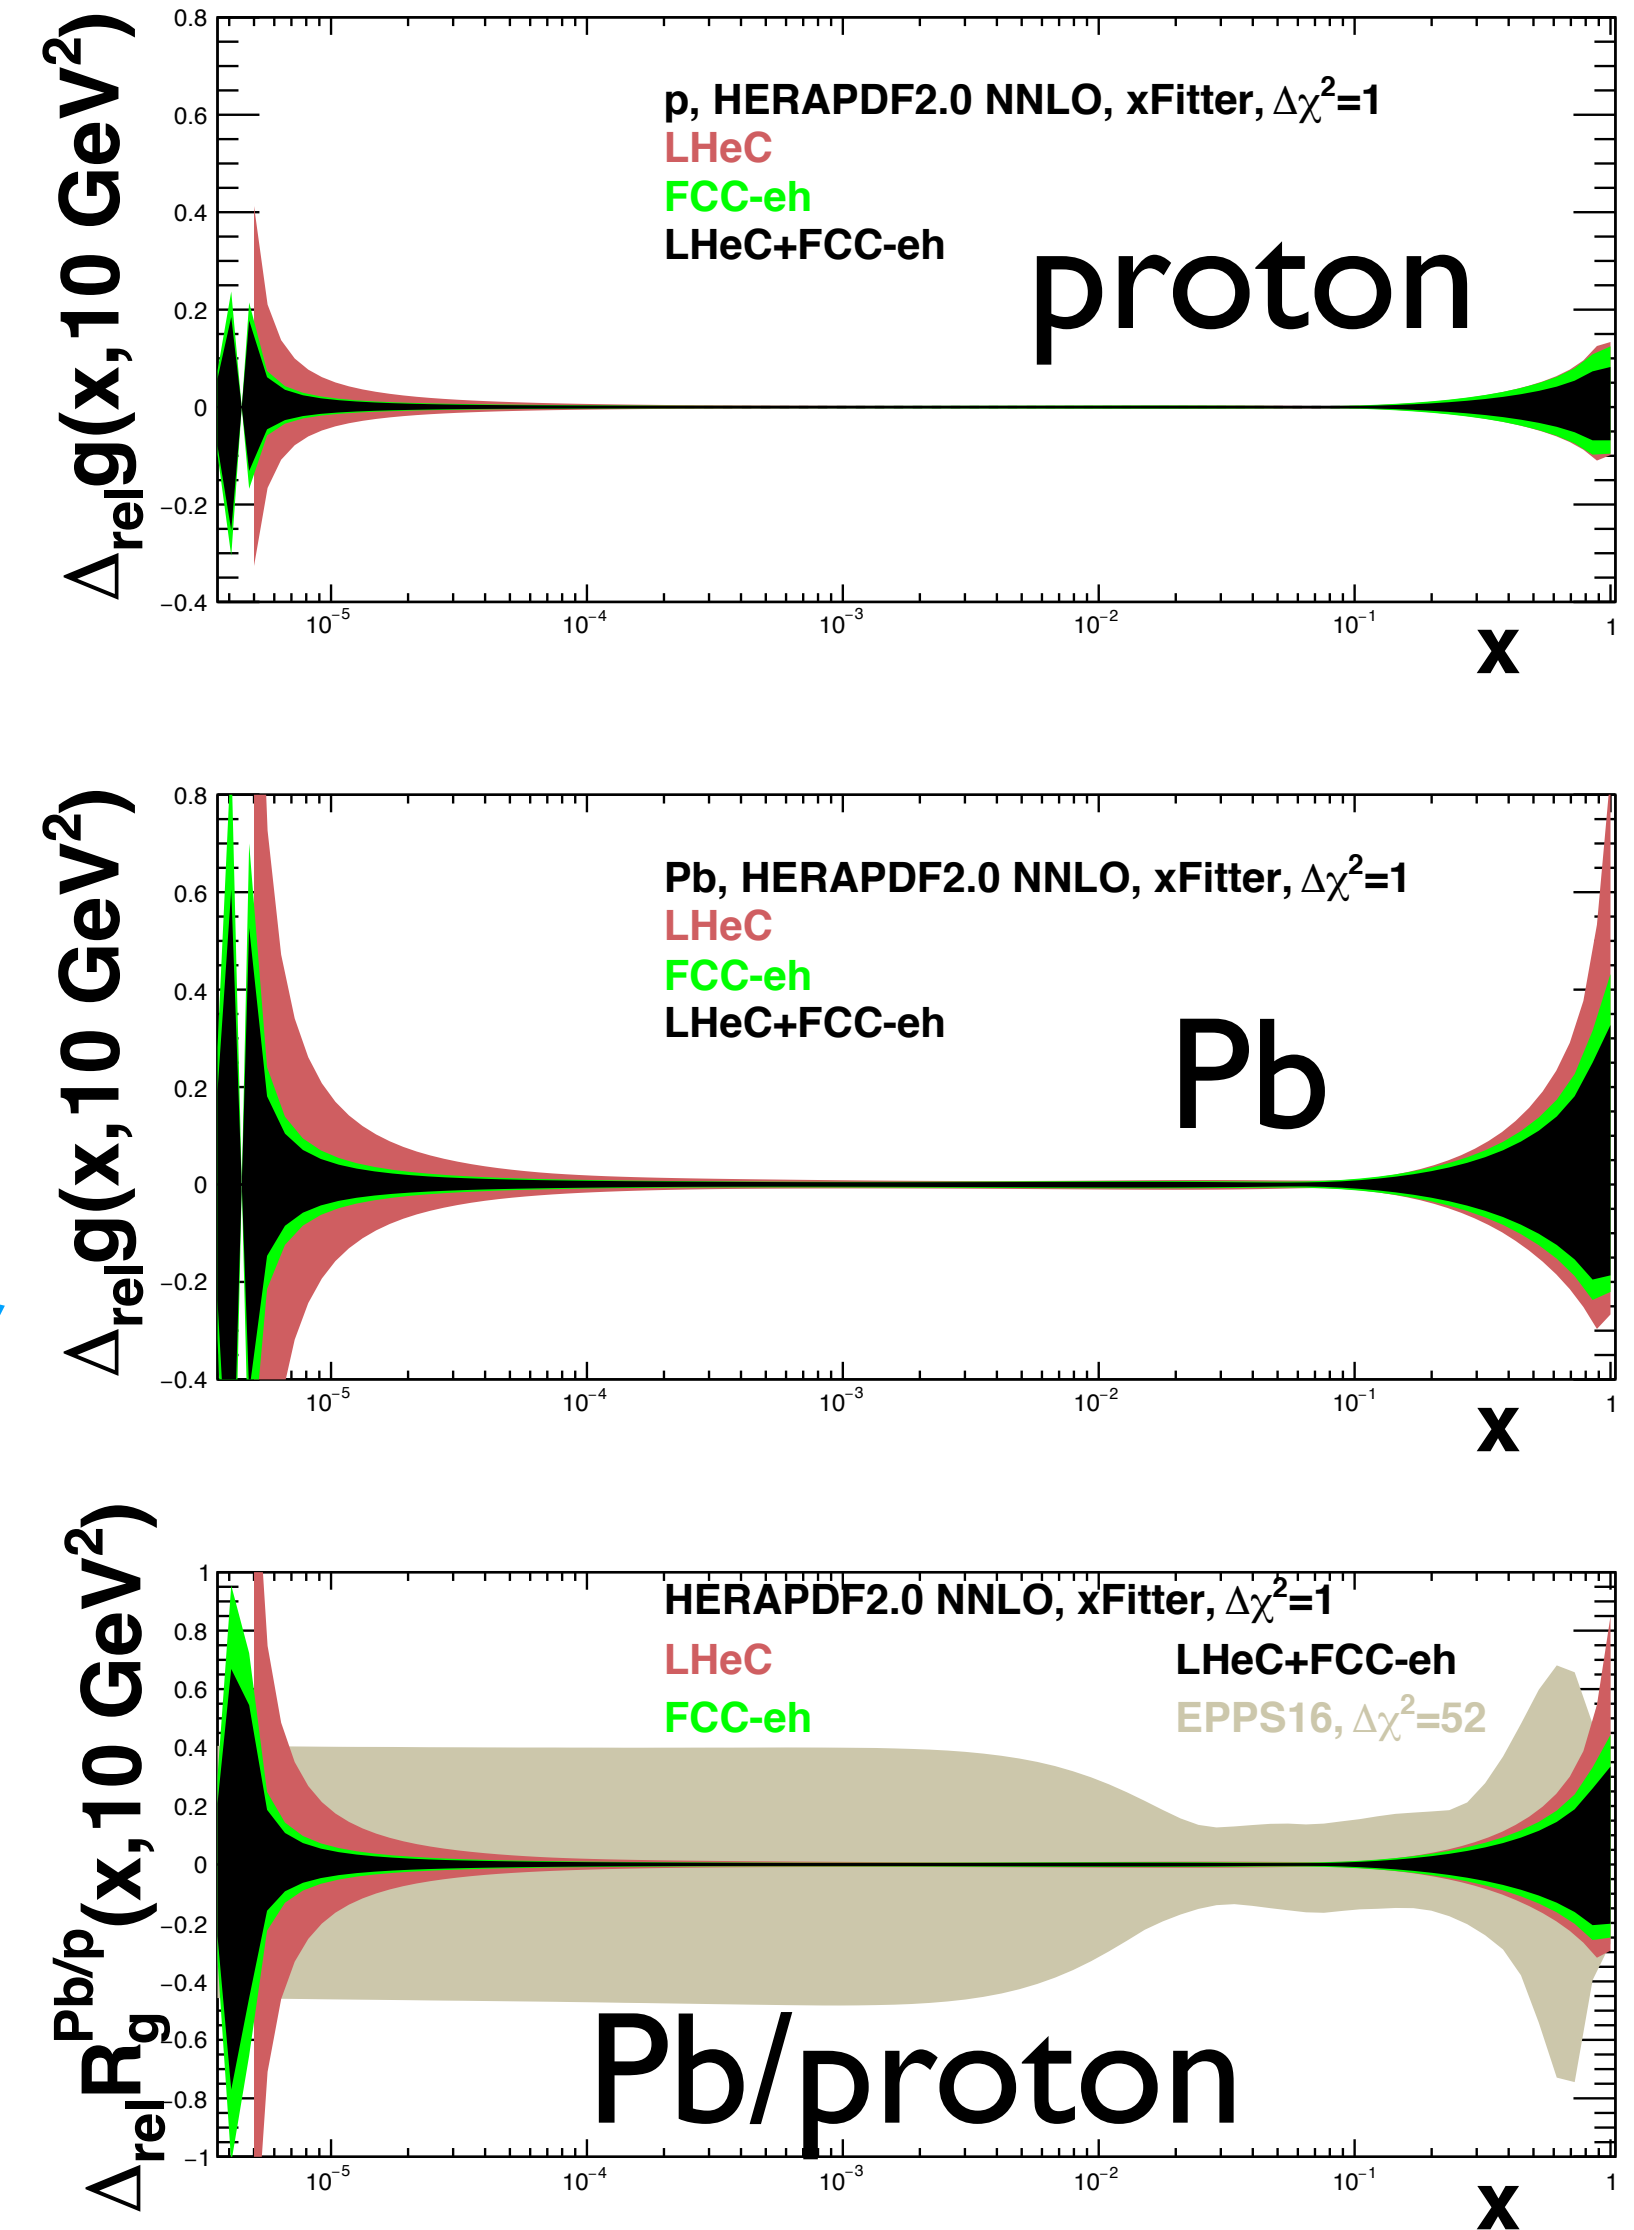 Δrelg(x,10 GeV²)
0.8
0.6
0.4
0.2
0
−0.2
−0.4
p, HERAPDF2.0 NNLO, xFitter, Δχ²=1
LHeC
FCC-eh
LHeC+FCC-eh
proton
10⁻⁵ 10⁻⁴ 10⁻³ 10⁻² 10⁻¹ 1
x
Δrelg(x,10 GeV²)
0.8
0.6
0.4
0.2
0
−0.2
−0.4
Pb, HERAPDF2.0 NNLO, xFitter, Δχ²=1
LHeC
FCC-eh
LHeC+FCC-eh
Pb
10⁻⁵ 10⁻⁴ 10⁻³ 10⁻² 10⁻¹ 1
x
ΔrelRgPb/p(x,10 GeV²)
1
0.8
0.6
0.4
0.2
0
−0.2
−0.4
−0.6
−0.8
−1
HERAPDF2.0 NNLO, xFitter, Δχ²=1
LHeC LHeC+FCC-eh
FCC-eh EPPS16, Δχ²=52
Pb/proton
10⁻⁵ 10⁻⁴ 10⁻³ 10⁻² 10⁻¹ 1
x